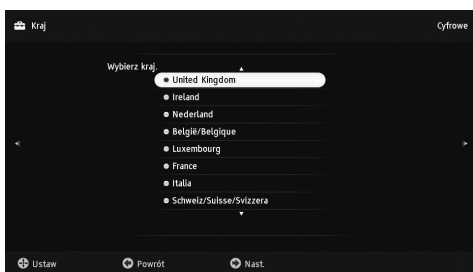 Kraj
Cyfrowe
Wybierz kraj.
United Kingdom
Ireland
Nederland
België/Belgique
Luxembourg
France
Italia
Schweiz/Suisse/Svizzera
Ustaw
Powrót
Nast.